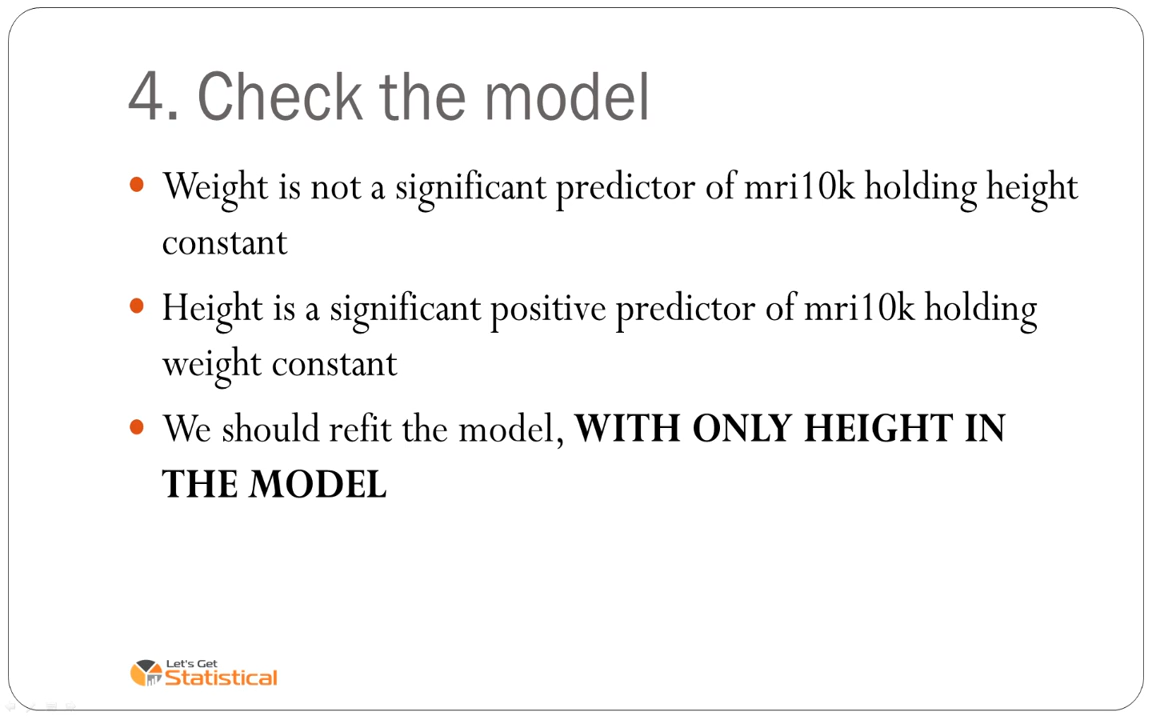 4. Check the model
• Weight is not a significant predictor of mri10k holding height
constant
• Height is a significant positive predictor of mri10k holding
weight constant
• We should refit the model, WITH ONLY HEIGHT IN
THE MODEL
Let's Get
Statistical